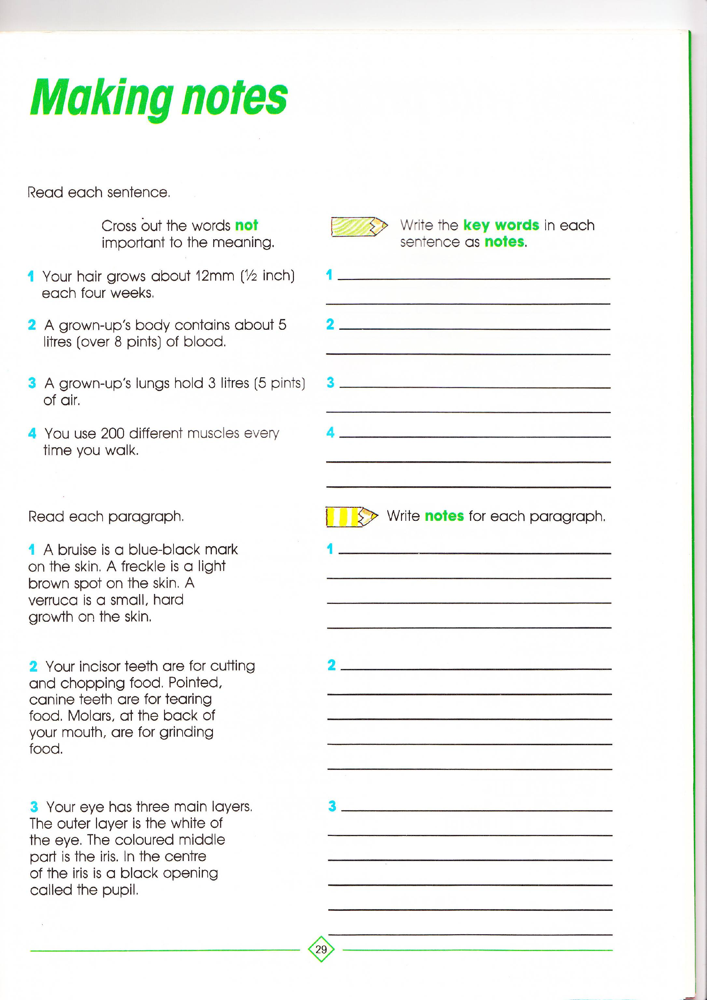 Making notes
Read each sentence.
Cross out the words not
important to the meaning.
Write the key words in each
sentence as notes.
1 Your hair grows about 12mm (½ inch)
each four weeks.
1
2 A grown-up's body contains about 5
litres (over 8 pints) of blood.
2
3 A grown-up's lungs hold 3 litres (5 pints)
of air.
3
4 You use 200 different muscles every
time you walk.
4
Read each paragraph.
Write notes for each paragraph.
1 A bruise is a blue-black mark
on the skin. A freckle is a light
brown spot on the skin. A
verruca is a small, hard
growth on the skin.
1
2 Your incisor teeth are for cutting
and chopping food. Pointed,
canine teeth are for tearing
food. Molars, at the back of
your mouth, are for grinding
food.
2
3 Your eye has three main layers.
The outer layer is the white of
the eye. The coloured middle
part is the iris. In the centre
of the iris is a black opening
called the pupil.
3
29